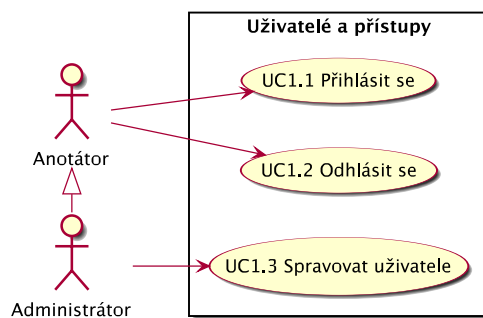 Uživatelé a přístupy
UC1.1 Přihlásit se
Anotátor
UC1.2 Odhlásit se
UC1.3 Spravovat uživatele
Administrátor